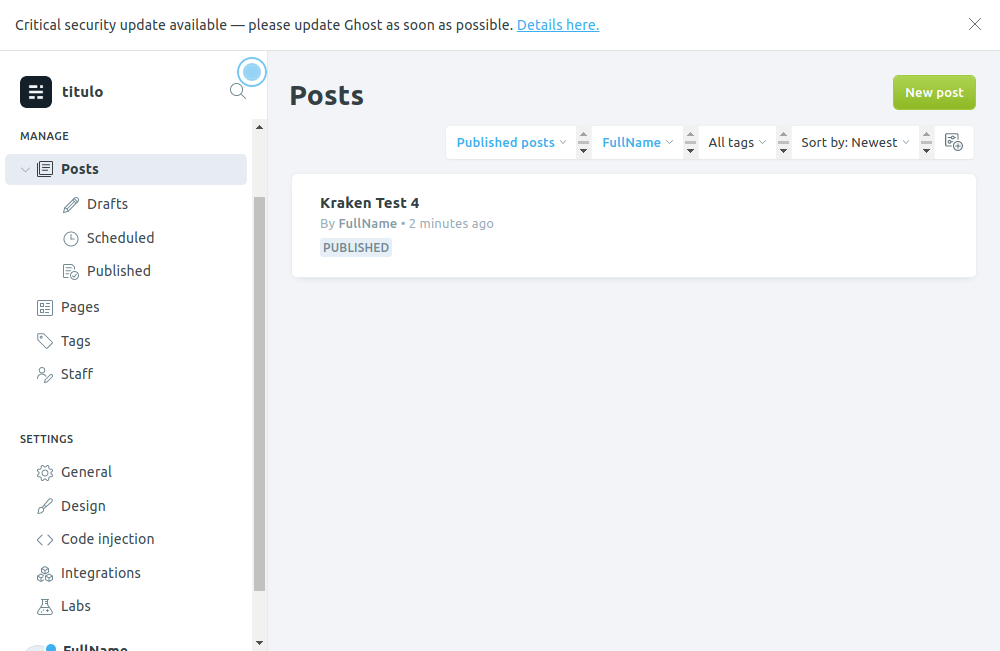 Critical security update available — please update Ghost as soon as possible. Details here.
titulo
MANAGE
Posts
Drafts
Scheduled
Published
Pages
Tags
Staff
SETTINGS
General
Design
Code injection
Integrations
Labs
FullName
Posts
New post
Published posts
FullName
All tags
Sort by: Newest
Kraken Test 4
By FullName • 2 minutes ago
PUBLISHED